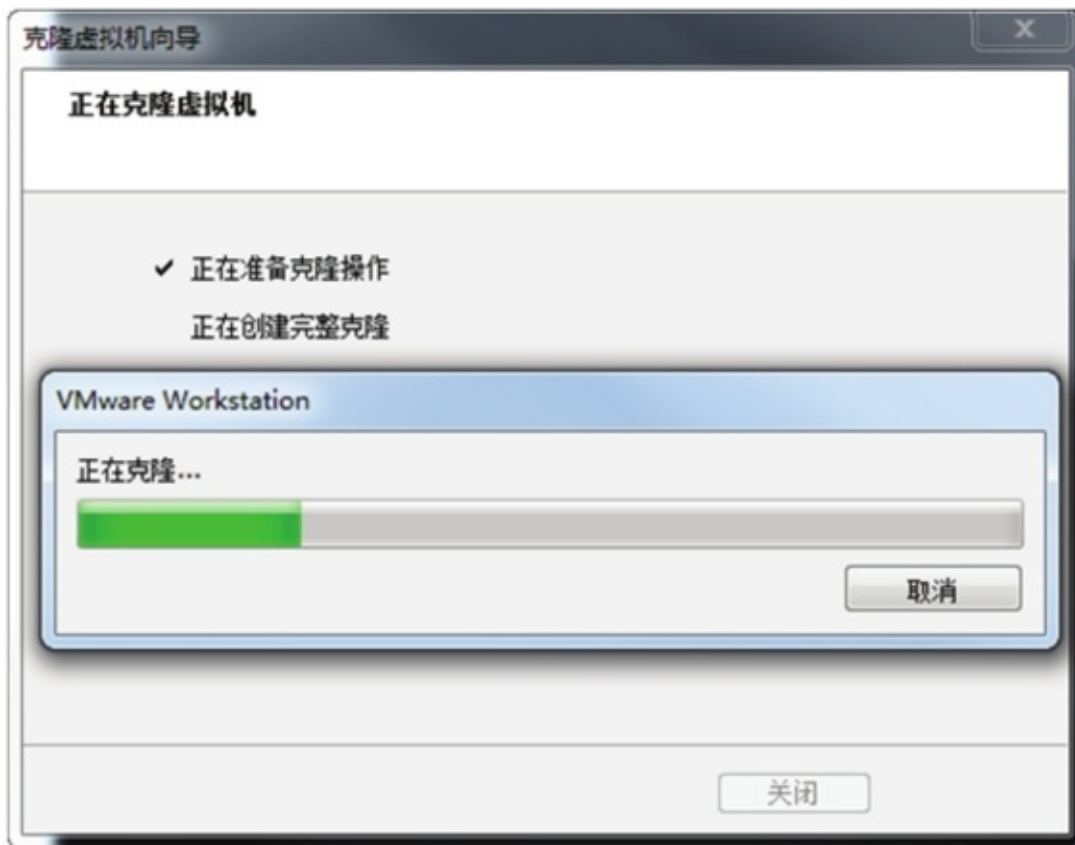 克隆虚拟机向导
正在克隆虚拟机
✔ 正在准备克隆操作
正在创建完整克隆
VMware Workstation
正在克隆...
取消
关闭